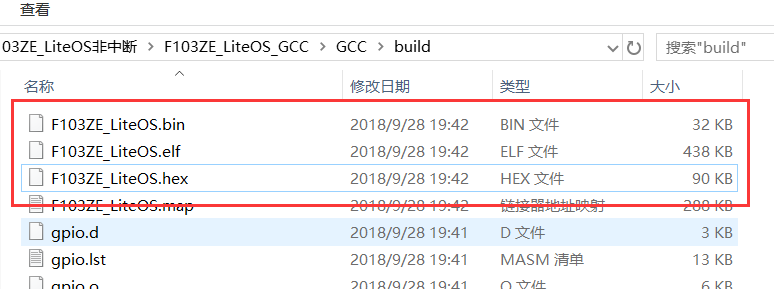 查看
03ZE_LiteOS非中断 › F103ZE_LiteOS_GCC › GCC › build 搜索"build"
名称 修改日期 类型 大小
F103ZE_LiteOS.bin 2018/9/28 19:42 BIN 文件 32 KB
F103ZE_LiteOS.elf 2018/9/28 19:42 ELF 文件 438 KB
F103ZE_LiteOS.hex 2018/9/28 19:42 HEX 文件 90 KB
F103ZE_LiteOS.map 2018/9/28 19:42 链接器地址映射 288 KB
gpio.d 2018/9/28 19:41 D 文件 3 KB
gpio.lst 2018/9/28 19:41 MASM 清单 13 KB
gpio.o 2018/9/28 19:41 O 文件 6 KB